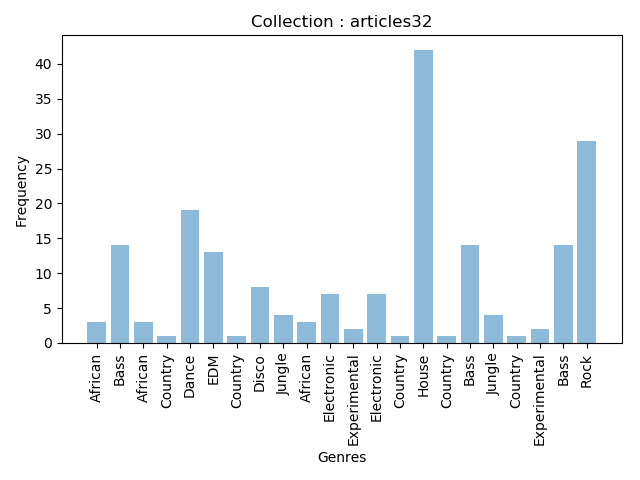 Collection : articles32
Frequency
40
35
30
25
20
15
10
5
0
African
Bass
African
Country
Dance
EDM
Country
Disco
Jungle
African
Electronic
Experimental
Electronic
Country
House
Country
Bass
Jungle
Country
Experimental
Bass
Rock
Genres